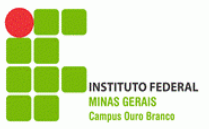 INSTITUTO FEDERAL
MINAS GERAIS
Campus Ouro Branco